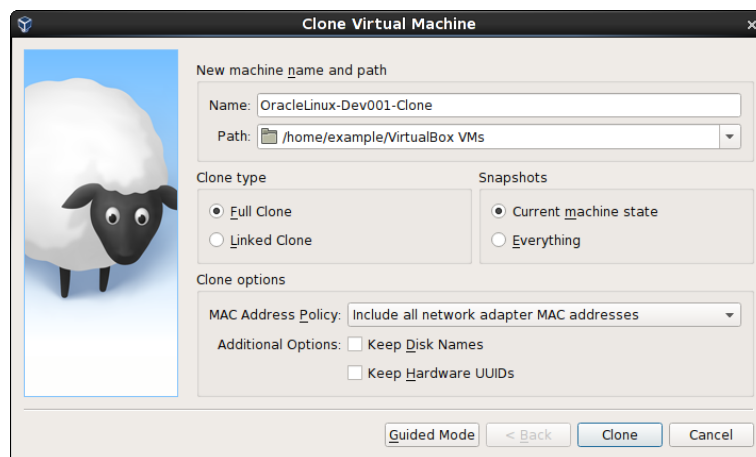 Clone Virtual Machine
New machine name and path
Name: OracleLinux-Dev001-Clone
Path: /home/example/VirtualBox VMs
Clone type
Snapshots
Full Clone
Current machine state
Linked Clone
Everything
Clone options
MAC Address Policy: Include all network adapter MAC addresses
Additional Options: Keep Disk Names
Keep Hardware UUIDs
Guided Mode < Back Clone Cancel